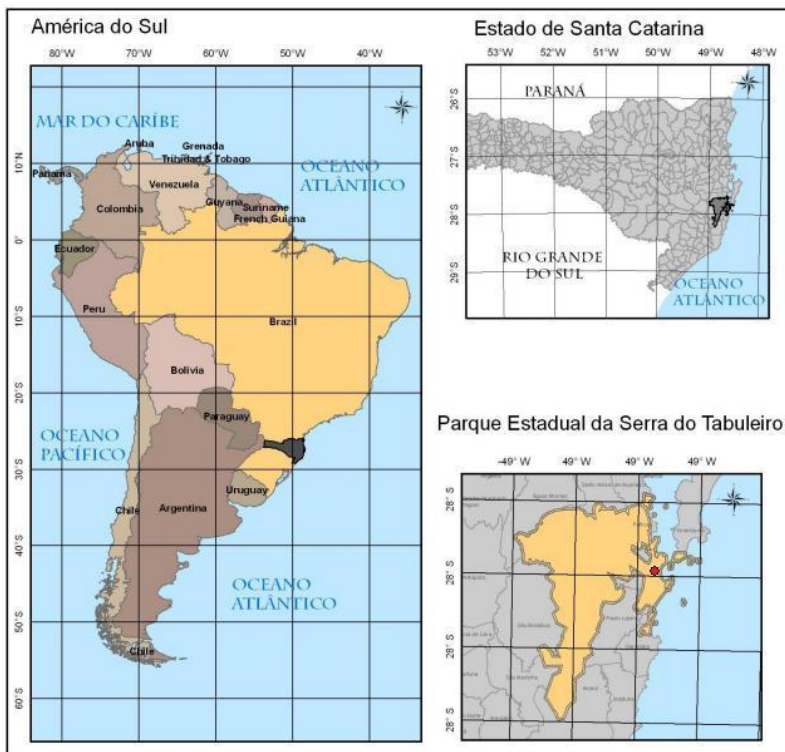 América do Sul
80°W 70°W 60°W 50°W 40°W
MAR DO CARÍBE
Aruba
Grenada
Trinidad & Tobago
OCEANO
ATLÂNTICO
10°N
Panama
Venezuela
Guyana
Suriname
French Guiana
Colombia
0°
Ecuador
Peru
Brazil
10°S
Bolivia
20°S
Paraguay
OCEANO
PACÍFICO
30°S
Uruguay
Chile
Argentina
40°S
OCEANO
ATLÂNTICO
50°S
Chile
60°S
Estado de Santa Catarina
53°W 52°W 51°W 50°W 49°W 48°W
PARANÁ
26°S
27°S
28°S
29°S
RIO GRANDE
DO SUL
OCEANO
ATLÂNTICO
Parque Estadual da Serra do Tabuleiro
49°W 49°W 49°W 49°W
28°S
28°S
28°S
28°S